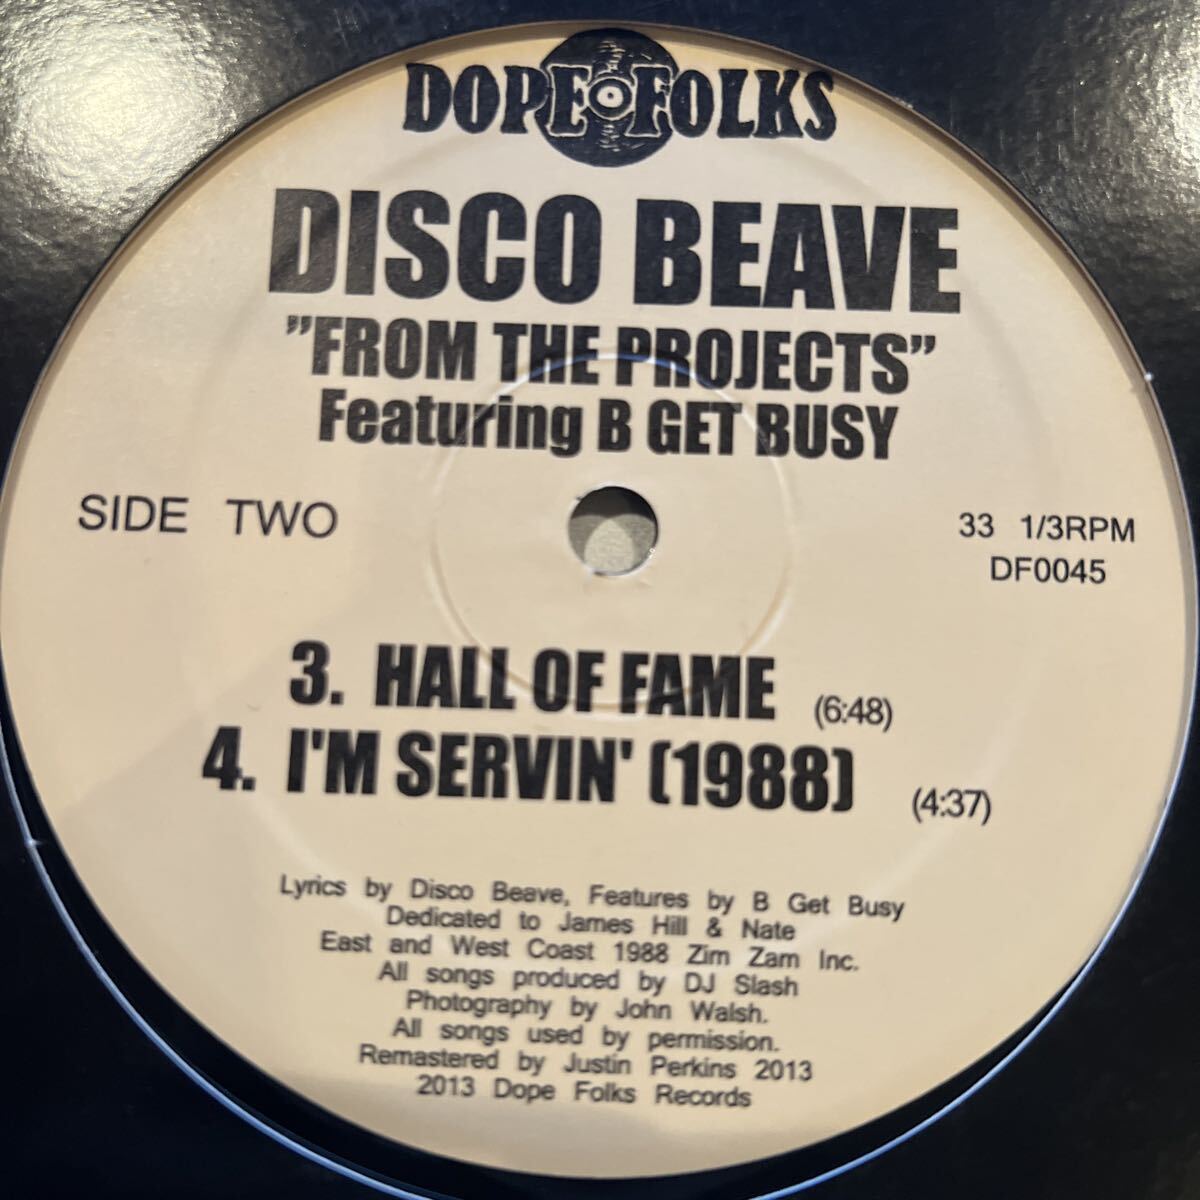 DOPE FOLKS
DISCO BEAVE
"FROM THE PROJECTS"
Featuring B GET BUSY
SIDE TWO
33 1/3RPM
DF0045
3. HALL OF FAME (6:48)
4. I'M SERVIN' (1988) (4:37)
Lyrics by Disco Beave, Features by B Get Busy
Dedicated to James Hill & Nate
East and West Coast 1988 Zim Zam Inc.
All songs produced by DJ Slash
Photography by John Walsh.
All songs used by permission.
Remastered by Justin Perkins 2013
2013 Dope Folks Records